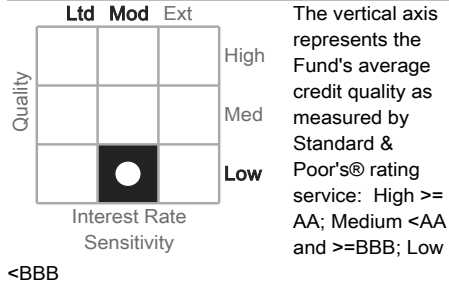 Ltd Mod Ext
High
Med
Low
Quality
Interest Rate
Sensitivity
The vertical axis
represents the
Fund's average
credit quality as
measured by
Standard &
Poor's® rating
service: High >=
AA; Medium <AA
and >=BBB; Low
<BBB